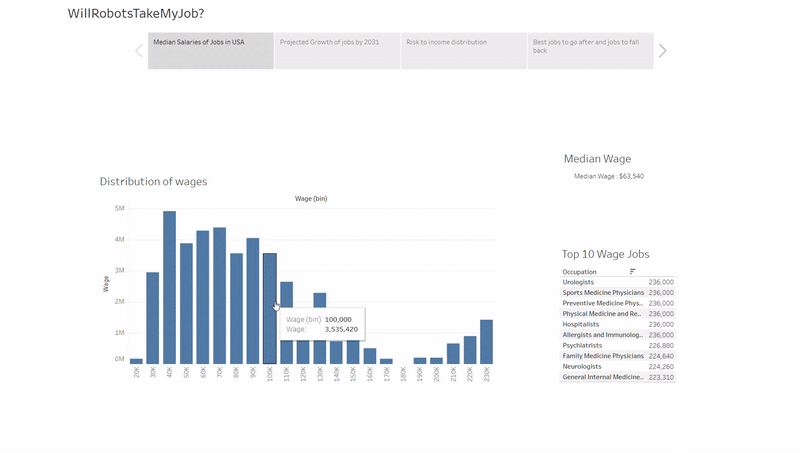 WillRobotsTakeMyJob?
Median Salaries of Jobs in USA
Projected Growth of jobs by 2031
Risk to income distribution
Best jobs to go after and jobs to fall
back
Median Wage
Median Wage : $63,540
Distribution of wages
Wage (bin)
5M
4M
3M
2M
1M
0M
Wage
20K
30K
40K
50K
60K
70K
80K
90K
100K
110K
120K
130K
140K
150K
160K
170K
180K
190K
200K
210K
220K
230K
Wage (bin): 100,000
Wage: 3,535,420
Top 10 Wage Jobs
Occupation
Urologists 236,000
Sports Medicine Physicians 236,000
Preventive Medicine Phys.. 236,000
Physical Medicine and Re.. 236,000
Hospitalists 236,000
Allergists and Immunolog.. 236,000
Psychiatrists 226,880
Family Medicine Physicians 224,640
Neurologists 224,260
General Internal Medicine.. 223,310